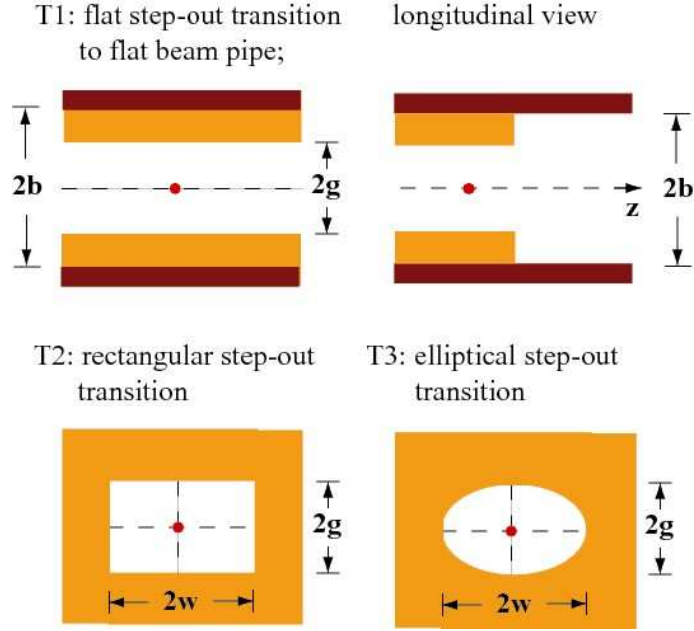 T1: flat step-out transition
to flat beam pipe;
longitudinal view
2b
2g
2b
z
T2: rectangular step-out
transition
T3: elliptical step-out
transition
2g
2w
2g
2w